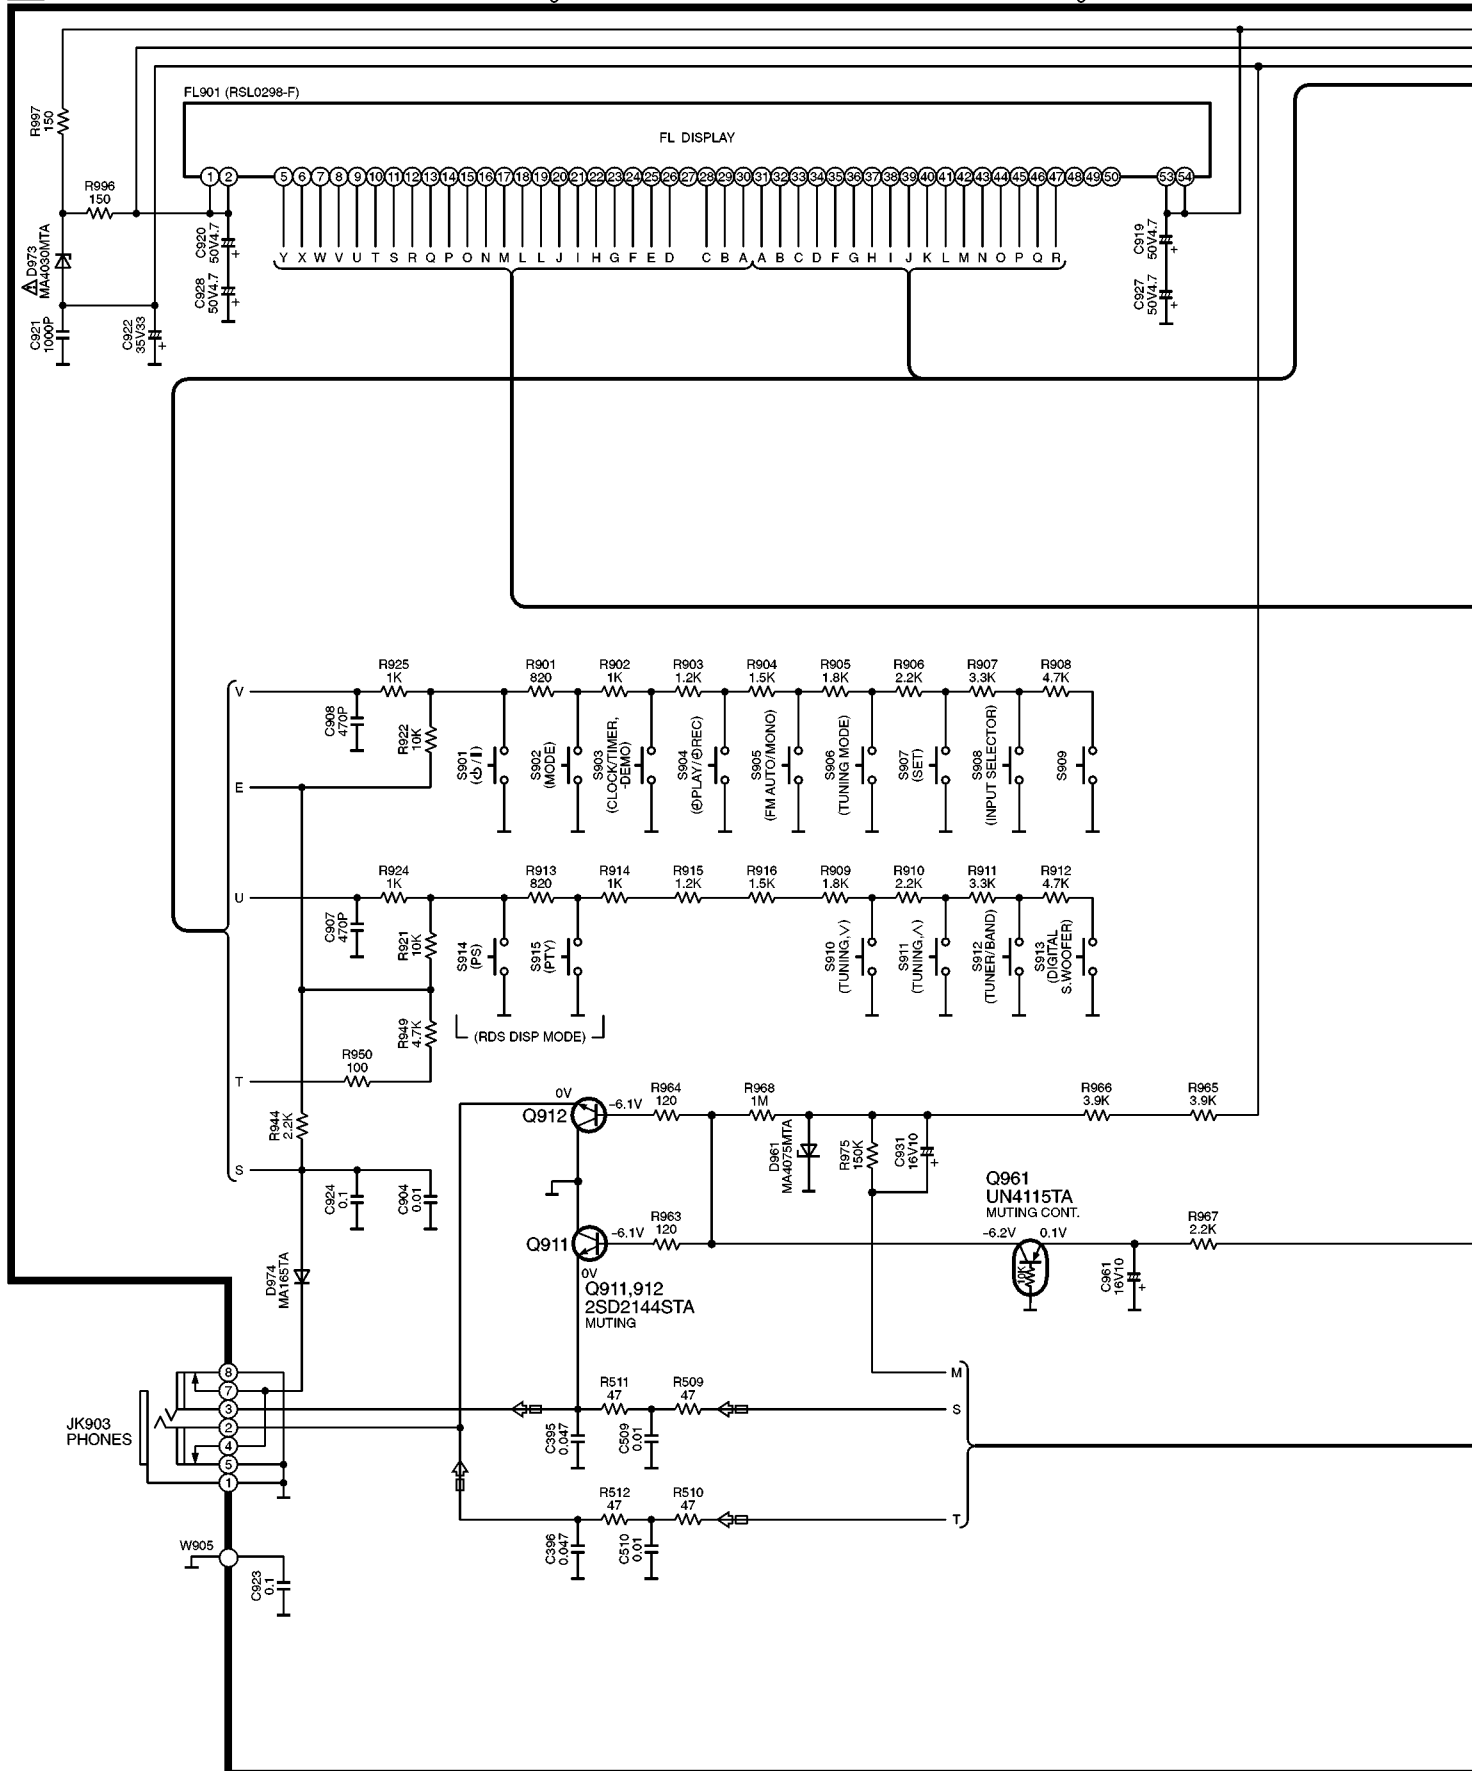 FL901 (RSL0298-F)
FL DISPLAY
R997
150
R996
150
1 2 5 6 7 8 9 10 11 12 13 14 15 16 17 18 19 20 21 22 23 24 25 26 27 28 29 30 31 32 33 34 35 36 37 38 39 40 41 42 43 44 45 46 47 48 49 50 53 54
D973
MA4030MTA
C920
50V4.7
+
C928
50V4.7
+
Y X W V U T S R Q P O N M L L J I H G F E D C B A A B C D F G H I J K L M N O P Q R
C919
50V4.7
+
C927
50V4.7
+
C921
1000P
C922
35V33
+
V
R925
1K
R901
820
R902
1K
R903
1.2K
R904
1.5K
R905
1.8K
R906
2.2K
R907
3.3K
R908
4.7K
C908
470P
R922
10K
S901
(⏻/I)
S902
(MODE)
S903
(CLOCK/TIMER,
-DEMO)
S904
(⏲PLAY/⏲REC)
S905
(FM AUTO/MONO)
S906
(TUNING MODE)
S907
(SET)
S908
(INPUT SELECTOR)
S909
E
U
R924
1K
R913
820
R914
1K
R915
1.2K
R916
1.5K
R909
1.8K
R910
2.2K
R911
3.3K
R912
4.7K
C907
470P
R921
10K
S914
(PS)
S915
(PTY)
S910
(TUNING,∨)
S911
(TUNING,∧)
S912
(TUNER/BAND)
S913
(DIGITAL
S.WOOFER)
R949
4.7K
(RDS DISP MODE)
R950
100
T
R944
2.2K
0V
Q912
-6.1V
R964
120
R968
1M
R966
3.9K
R965
3.9K
D961
MA4075MTA
R975
150K
C931
16V10
+
S
C924
0.1
C904
0.01
Q961
UN4115TA
MUTING CONT.
Q911
-6.1V
R963
120
-6.2V
0.1V
R967
2.2K
0V
10K
C961
16V10
+
D974
MA165TA
Q911,912
2SD2144STA
MUTING
JK903
PHONES
8
7
3
2
4
5
1
M
R511
47
R509
47
S
C395
0.047
C509
0.01
R512
47
R510
47
T
C396
0.047
C510
0.01
W905
C923
0.1